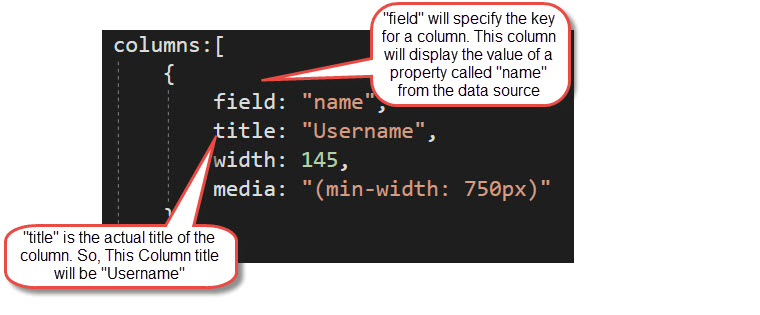 "field" will specify the key
for a column. This column
will display the value of a
property called "name"
from the data source
columns:[
{
field: "name",
title: "Username",
width: 145,
media: "(min-width: 750px)"
}
"title" is the actual title of the
column. So, This Column title
will be "Username"